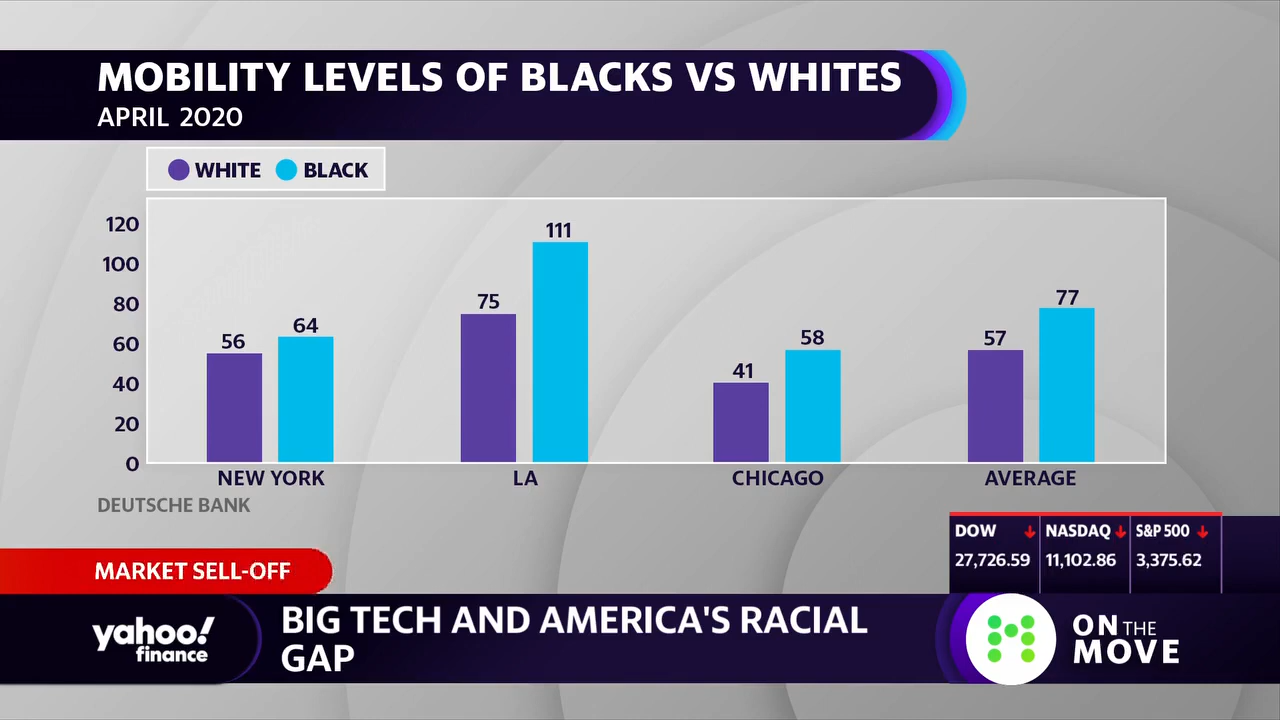 MOBILITY LEVELS OF BLACKS VS WHITES
APRIL 2020
WHITE BLACK
120
100
80
60
40
20
0
56 64 75 111 41 58 57 77
NEW YORK LA CHICAGO AVERAGE
DEUTSCHE BANK
DOW NASDAQ S&P 500
27,726.59 11,102.86 3,375.62
MARKET SELL-OFF
yahoo!
finance
BIG TECH AND AMERICA'S RACIAL
GAP
ON THE
MOVE